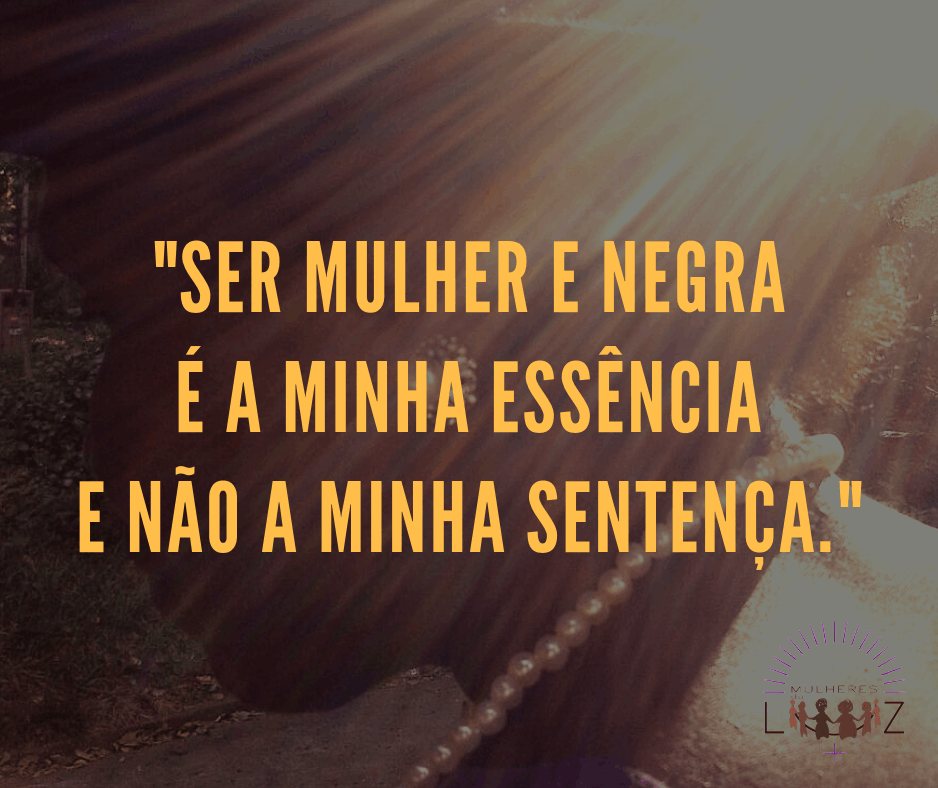 "SER MULHER E NEGRA
É A MINHA ESSÊNCIA
E NÃO A MINHA SENTENÇA."
MULHERES
L Z